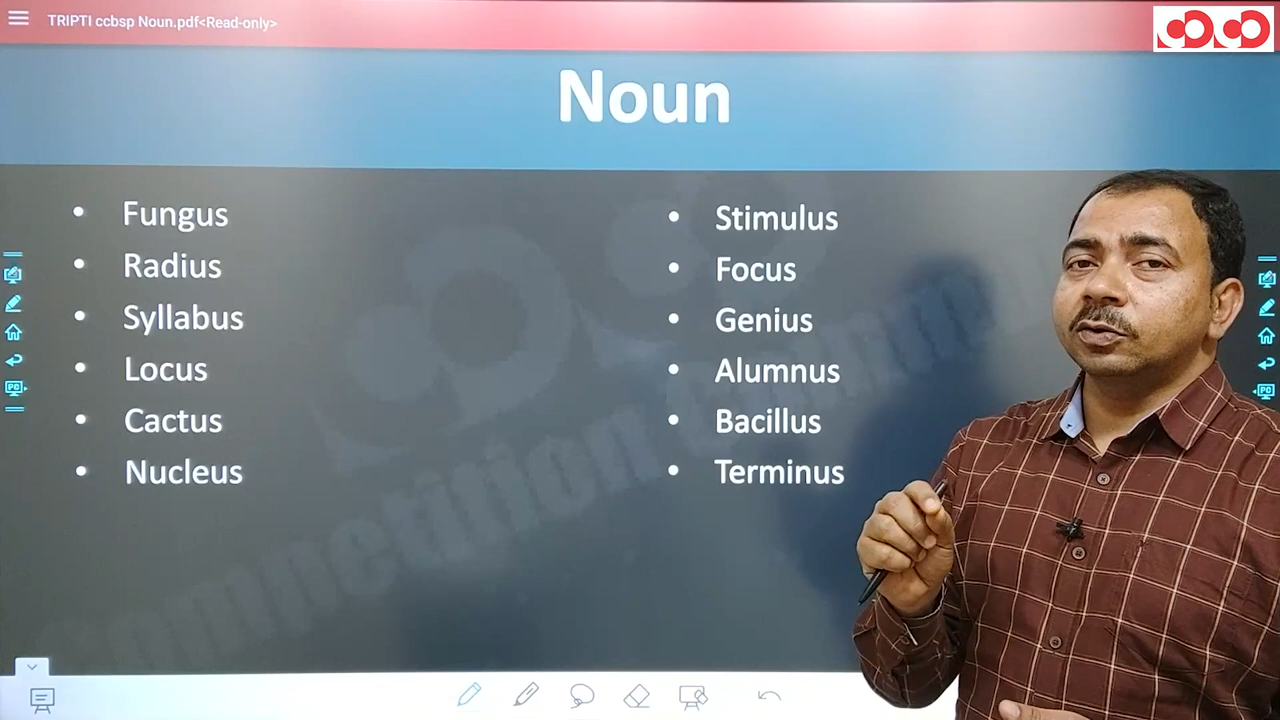 TRIPTI ccbsp Noun.pdf<Read-only>
Noun
• Fungus
• Radius
• Syllabus
• Locus
• Cactus
• Nucleus
• Stimulus
• Focus
• Genius
• Alumnus
• Bacillus
• Terminus